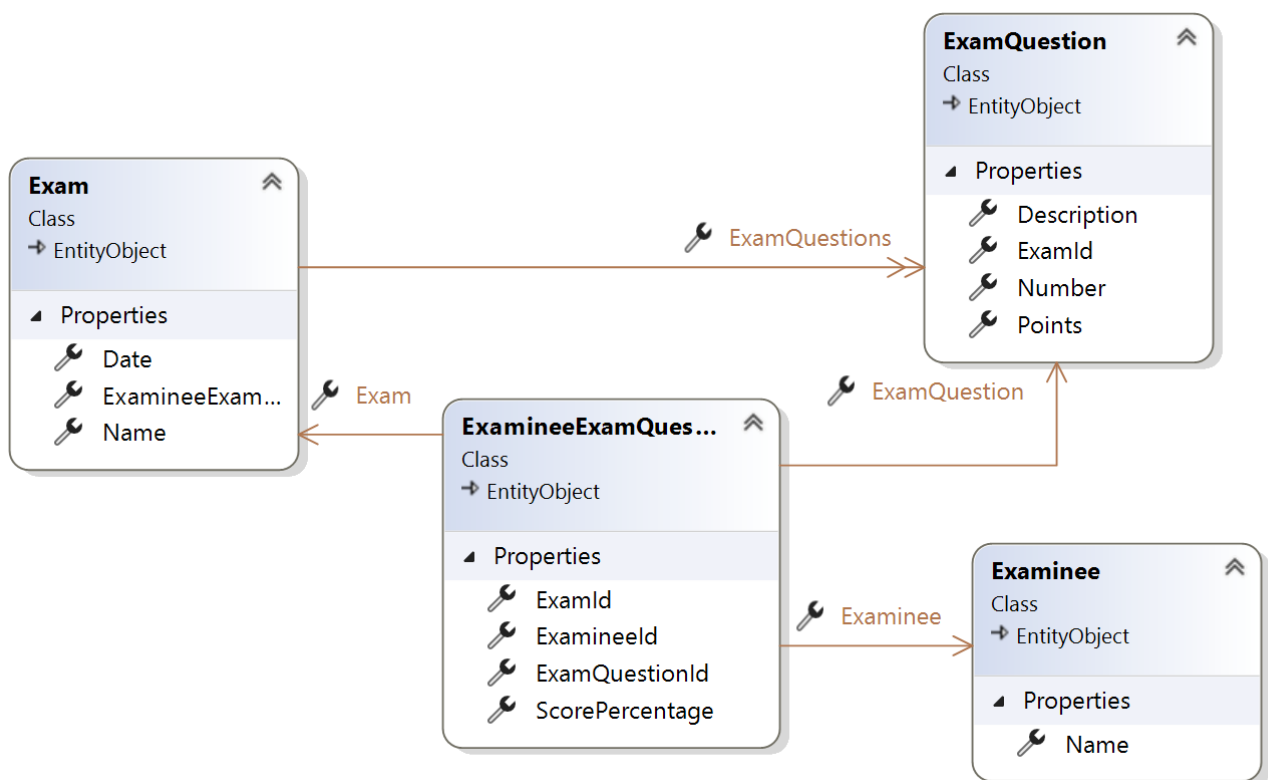 ExamQuestion
Class
EntityObject
Properties
Description
ExamId
Number
Points
ExamQuestions
Exam
Class
EntityObject
Properties
Date
ExamineeExam...
Name
Exam
ExamQuestion
ExamineeExamQues...
Class
EntityObject
Properties
ExamId
ExamineeId
ExamQuestionId
ScorePercentage
Examinee
Examinee
Class
EntityObject
Properties
Name